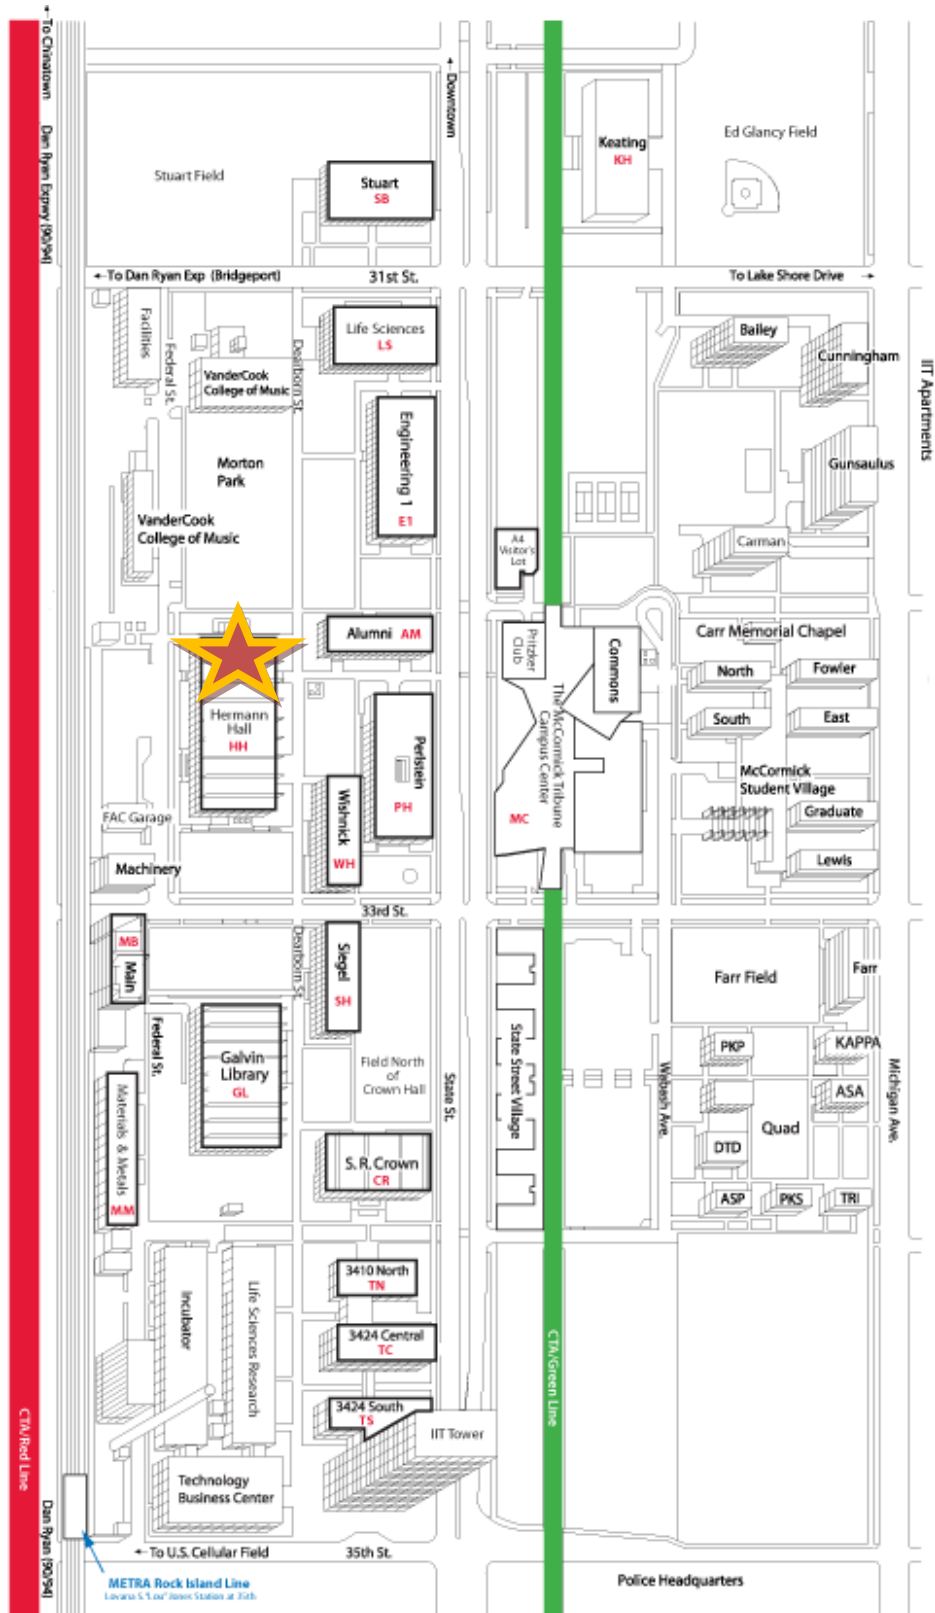 To Chinatown
Dan Ryan Expwy (90/94)
Downtown
Stuart Field
Stuart
SB
Keating
KH
Ed Glancy Field
To Dan Ryan Exp (Bridgeport)
31st St.
To Lake Shore Drive
Facilities
Federal St.
VanderCook
College of Music
Dearborn St.
Life Sciences
LS
Bailey
Cunningham
IIT Apartments
Engineering 1
E1
Morton
Park
Gunsaulus
VanderCook
College of Music
A4
Visitor's
Lot
Carman
Alumni AM
Pritzker
Club
Commons
Carr Memorial Chapel
North
Fowler
Hermann
Hall
HH
Perlstein
PH
The McCormick Tribune
Campus Center
MC
South
East
McCormick
Student Village
Wishnick
WH
FAC Garage
Graduate
Machinery
Lewis
33rd St.
MB
Main
Dearborn St.
Siegel
SH
Farr Field
Farr
Federal St.
Galvin
Library
GL
Field North
of
Crown Hall
State St.
State Street Village
Wabash Ave.
PKP
KAPPA
Michigan Ave.
ASA
Quad
DTD
Materials & Metals
MM
S. R. Crown
CR
ASP
PKS
TRI
Incubator
Life Sciences Research
3410 North
TN
3424 Central
TC
3424 South
TS
IIT Tower
CTA/Green Line
CTA/Red Line
Technology
Business Center
Dan Ryan (90/94)
To U.S. Cellular Field
35th St.
METRA Rock Island Line
Lovana S. "Lou" Jones Station at 35th
Police Headquarters